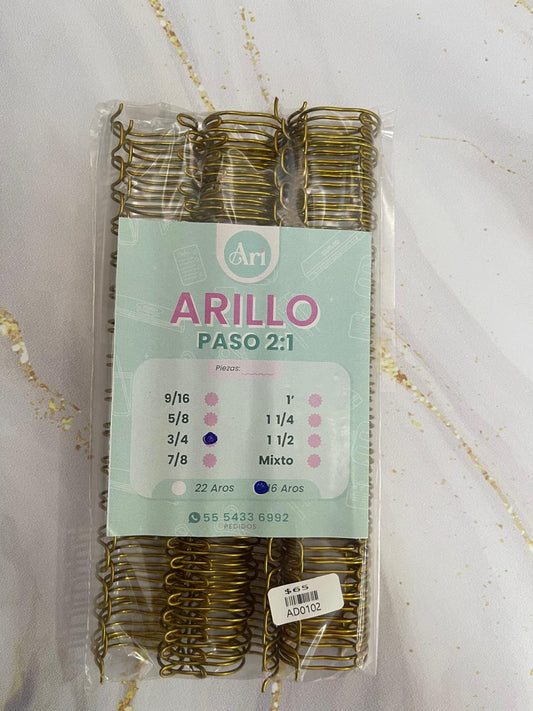 Ari
ARILLO
PASO 2:1
Piezas:
9/16 1'
5/8 1 1/4
3/4 1 1/2
7/8 Mixto
22 Aros 16 Aros
55 5433 6992
PEDIDOS
$65
AD0102